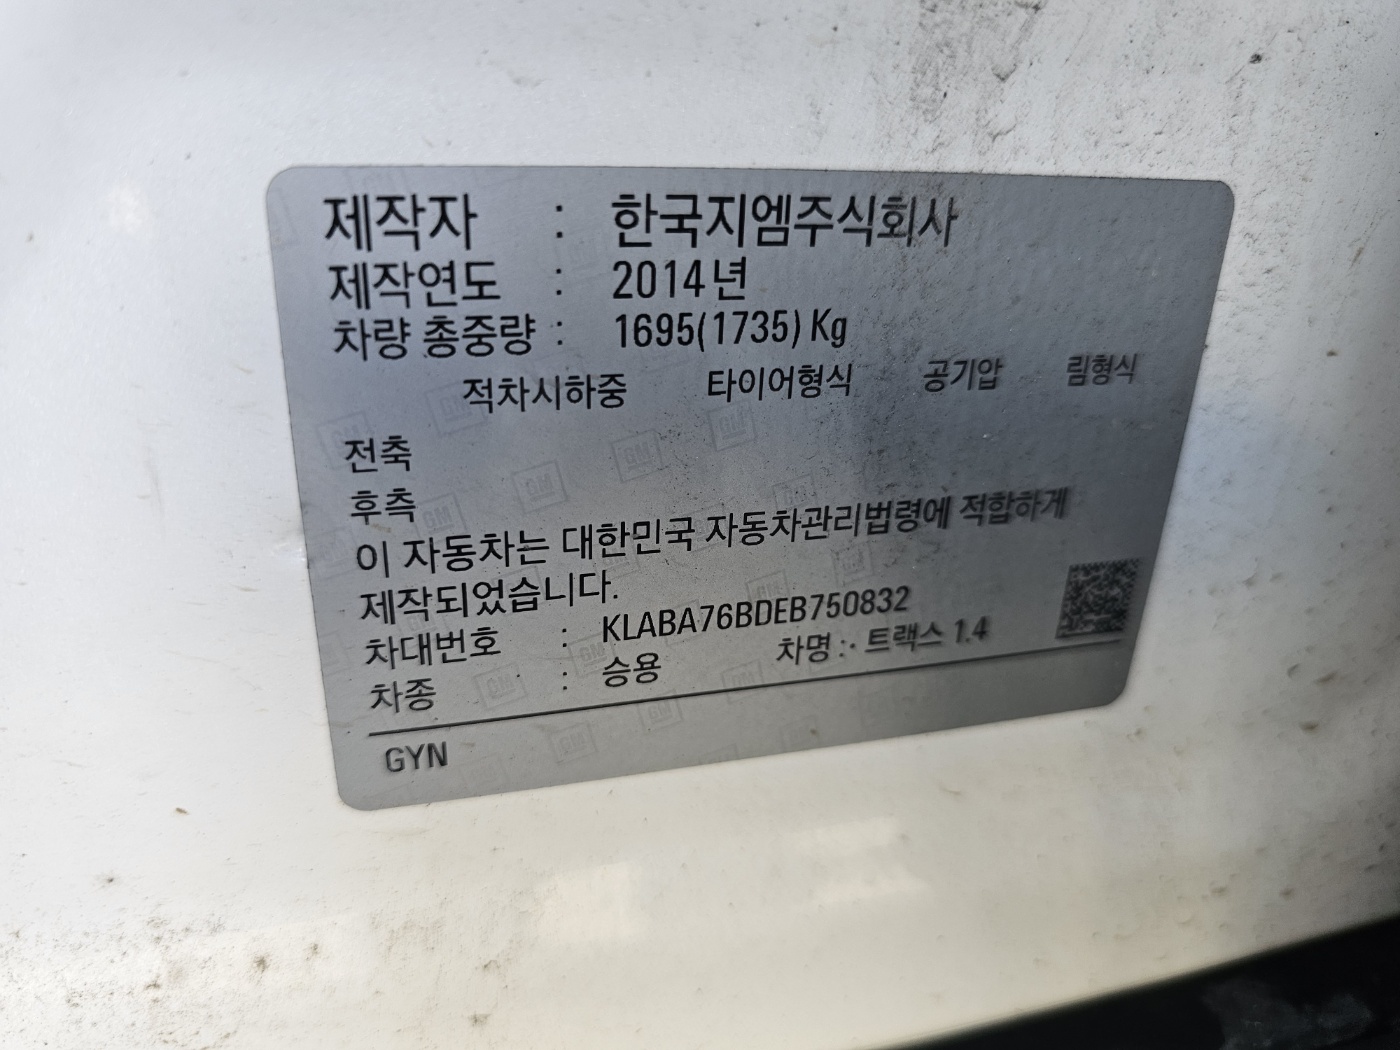 제작자 : 한국지엠주식회사
제작연도 : 2014년
차량 총중량 : 1695(1735) Kg
적차시하중 타이어형식 공기압 림형식
전축
후측
이 자동차는 대한민국 자동차관리법령에 적합하게
제작되었습니다.
차대번호 : KLABA76BDEB750832
차종 : 승용 차명 : 트랙스 1.4
GYN